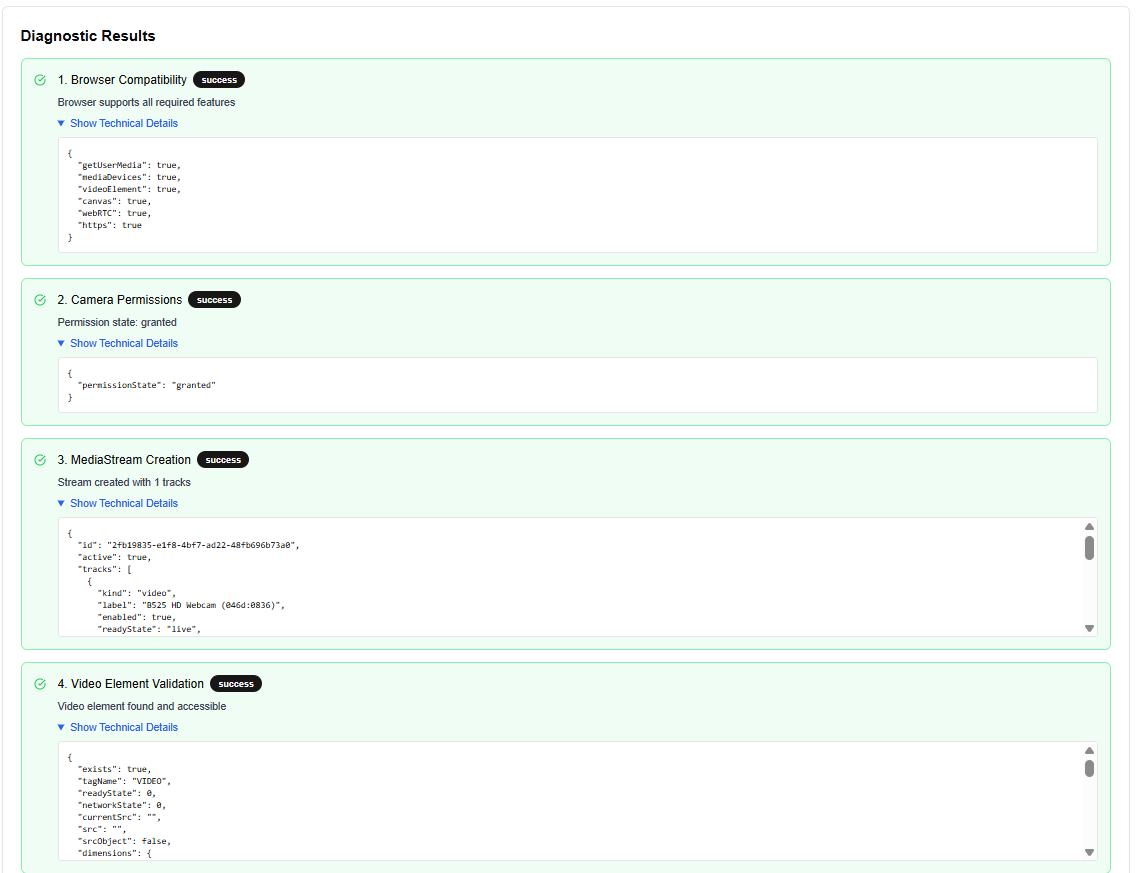 Diagnostic Results
1. Browser Compatibility success
Browser supports all required features
▼ Show Technical Details
{
"getUserMedia": true,
"mediaDevices": true,
"videoElement": true,
"canvas": true,
"webRTC": true,
"https": true
}
2. Camera Permissions success
Permission state: granted
▼ Show Technical Details
{
"permissionState": "granted"
}
3. MediaStream Creation success
Stream created with 1 tracks
▼ Show Technical Details
{
"id": "2fb19835-e1f8-4bf7-ad22-48fb696b73a0",
"active": true,
"tracks": [
{
"kind": "video",
"label": "B525 HD Webcam (046d:0836)",
"enabled": true,
"readyState": "live",
4. Video Element Validation success
Video element found and accessible
▼ Show Technical Details
{
"exists": true,
"tagName": "VIDEO",
"readyState": 0,
"networkState": 0,
"currentSrc": "",
"src": "",
"srcObject": false,
"dimensions": {